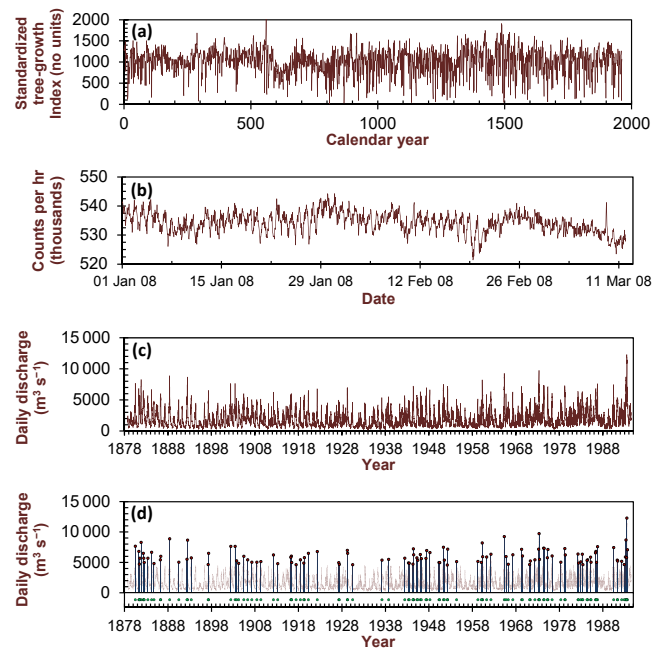 (a)
Standardized
tree-growth
Index (no units)
2000
1500
1000
500
0
0 500 1000 1500 2000
Calendar year
(b)
Counts per hr
(thousands)
550
540
530
520
01 Jan 08 15 Jan 08 29 Jan 08 12 Feb 08 26 Feb 08 11 Mar 08
Date
(c)
Daily discharge
(m³ s⁻¹)
15 000
10 000
5000
0
1878 1888 1898 1908 1918 1928 1938 1948 1958 1968 1978 1988
Year
(d)
Daily discharge
(m³ s⁻¹)
15 000
10 000
5000
0
1878 1888 1898 1908 1918 1928 1938 1948 1958 1968 1978 1988
Year